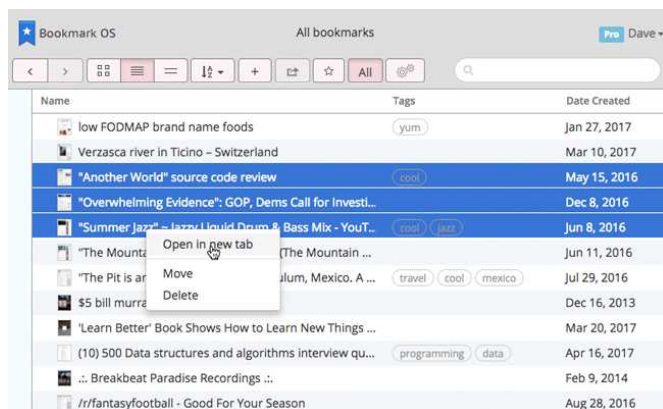 Bookmark OS
All bookmarks
Pro Dave
All
Name Tags Date Created
low FODMAP brand name foods yum Jan 27, 2017
Verzasca river in Ticino – Switzerland Mar 10, 2017
"Another World" source code review cool May 15, 2016
"Overwhelming Evidence": GOP, Dems Call for Investi... Dec 8, 2016
"Summer Jazz" ~ Jazzy Liquid Drum & Bass Mix - YouT... cool jazz Jun 8, 2016
Open in new tab
"The (The Mountain ... Jun 11, 2016
Move
"The Pit is Mexico. A ... travel cool mexico Jul 29, 2016
Delete
$5 bill Dec 16, 2013
'Learn Better' Book Shows How to Learn New Things ... Mar 20, 2017
(10) 500 Data structures and algorithms interview qu... programming data Apr 16, 2017
.:. Breakbeat Paradise Recordings .:. Feb 9, 2014
/r/fantasyfootball - Good For Your Season Aug 28, 2016